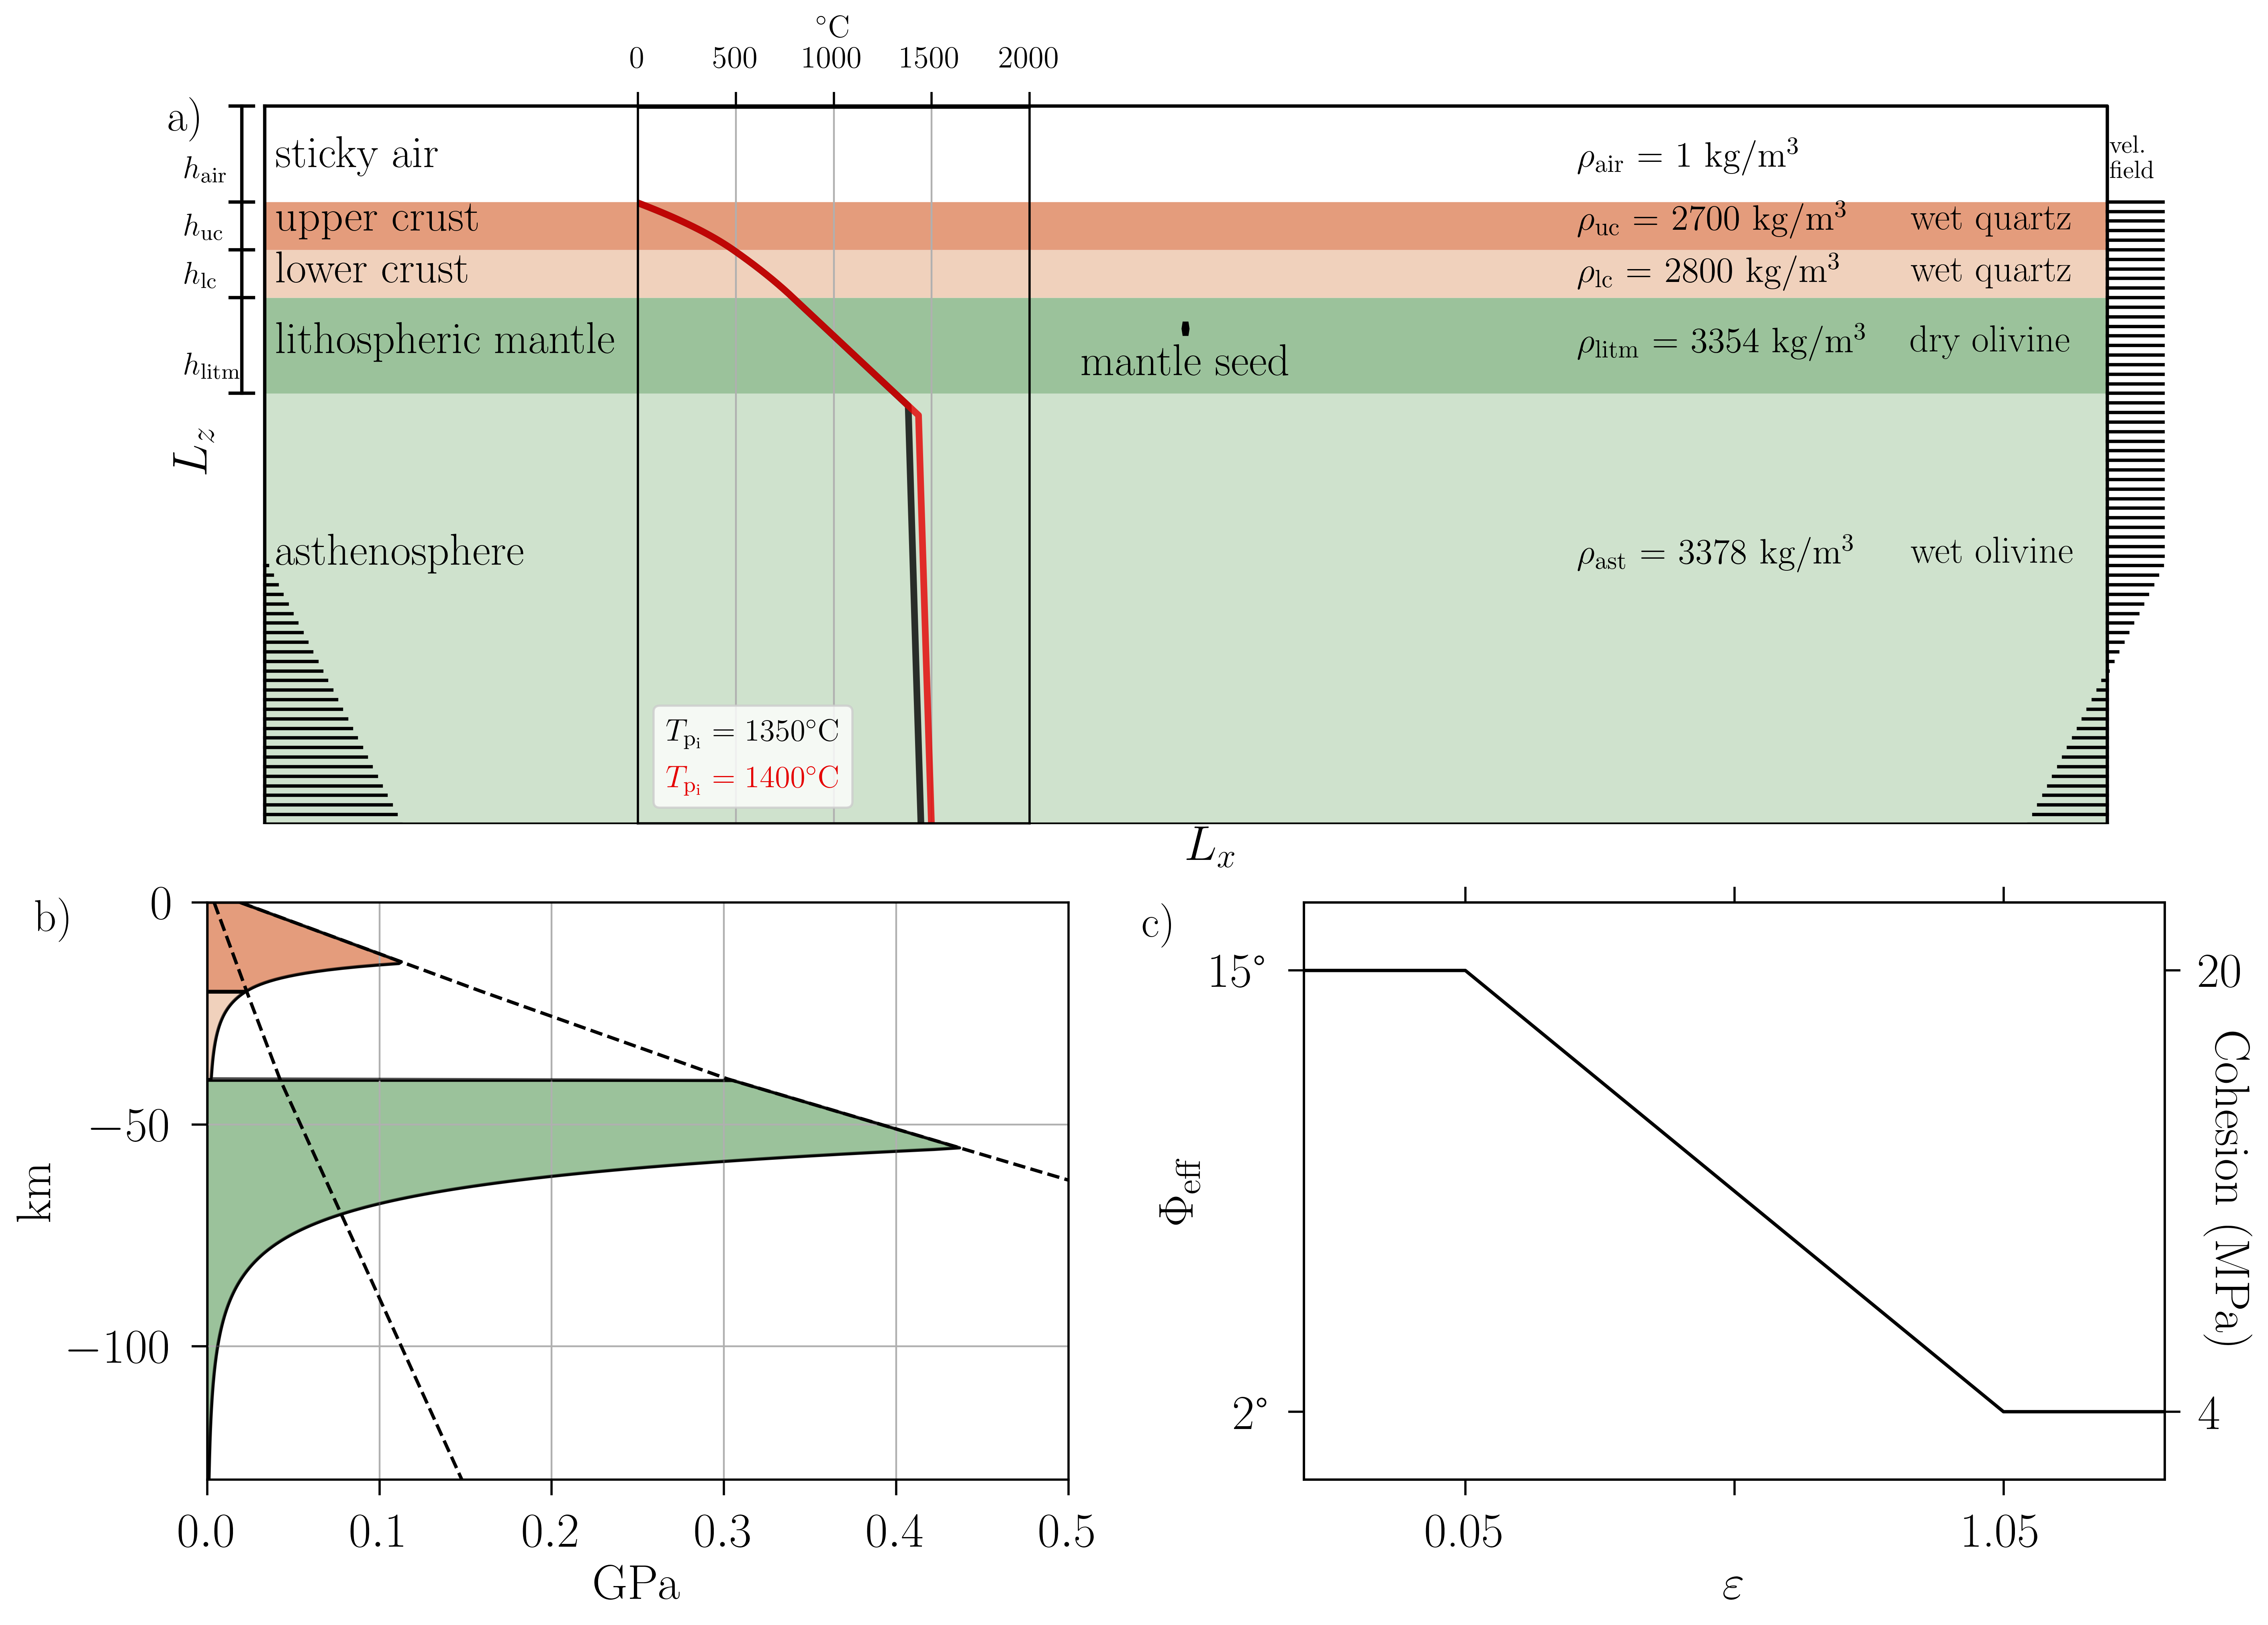 °C
0 500 1000 1500 2000
a)
sticky air
h_air
ρ_air = 1 kg/m³
vel.
field
upper crust
h_uc
ρ_uc = 2700 kg/m³ wet quartz
lower crust
h_lc
ρ_lc = 2800 kg/m³ wet quartz
lithospheric mantle
h_litm
mantle seed
ρ_litm = 3354 kg/m³ dry olivine
L_z
asthenosphere
ρ_ast = 3378 kg/m³ wet olivine
T_pᵢ = 1350°C
T_pᵢ = 1400°C
L_x
b)
0
−50
−100
km
0.0 0.1 0.2 0.3 0.4 0.5
GPa
c)
15°
2°
Φ_eff
20
4
Cohesion (MPa)
0.05 1.05
ε